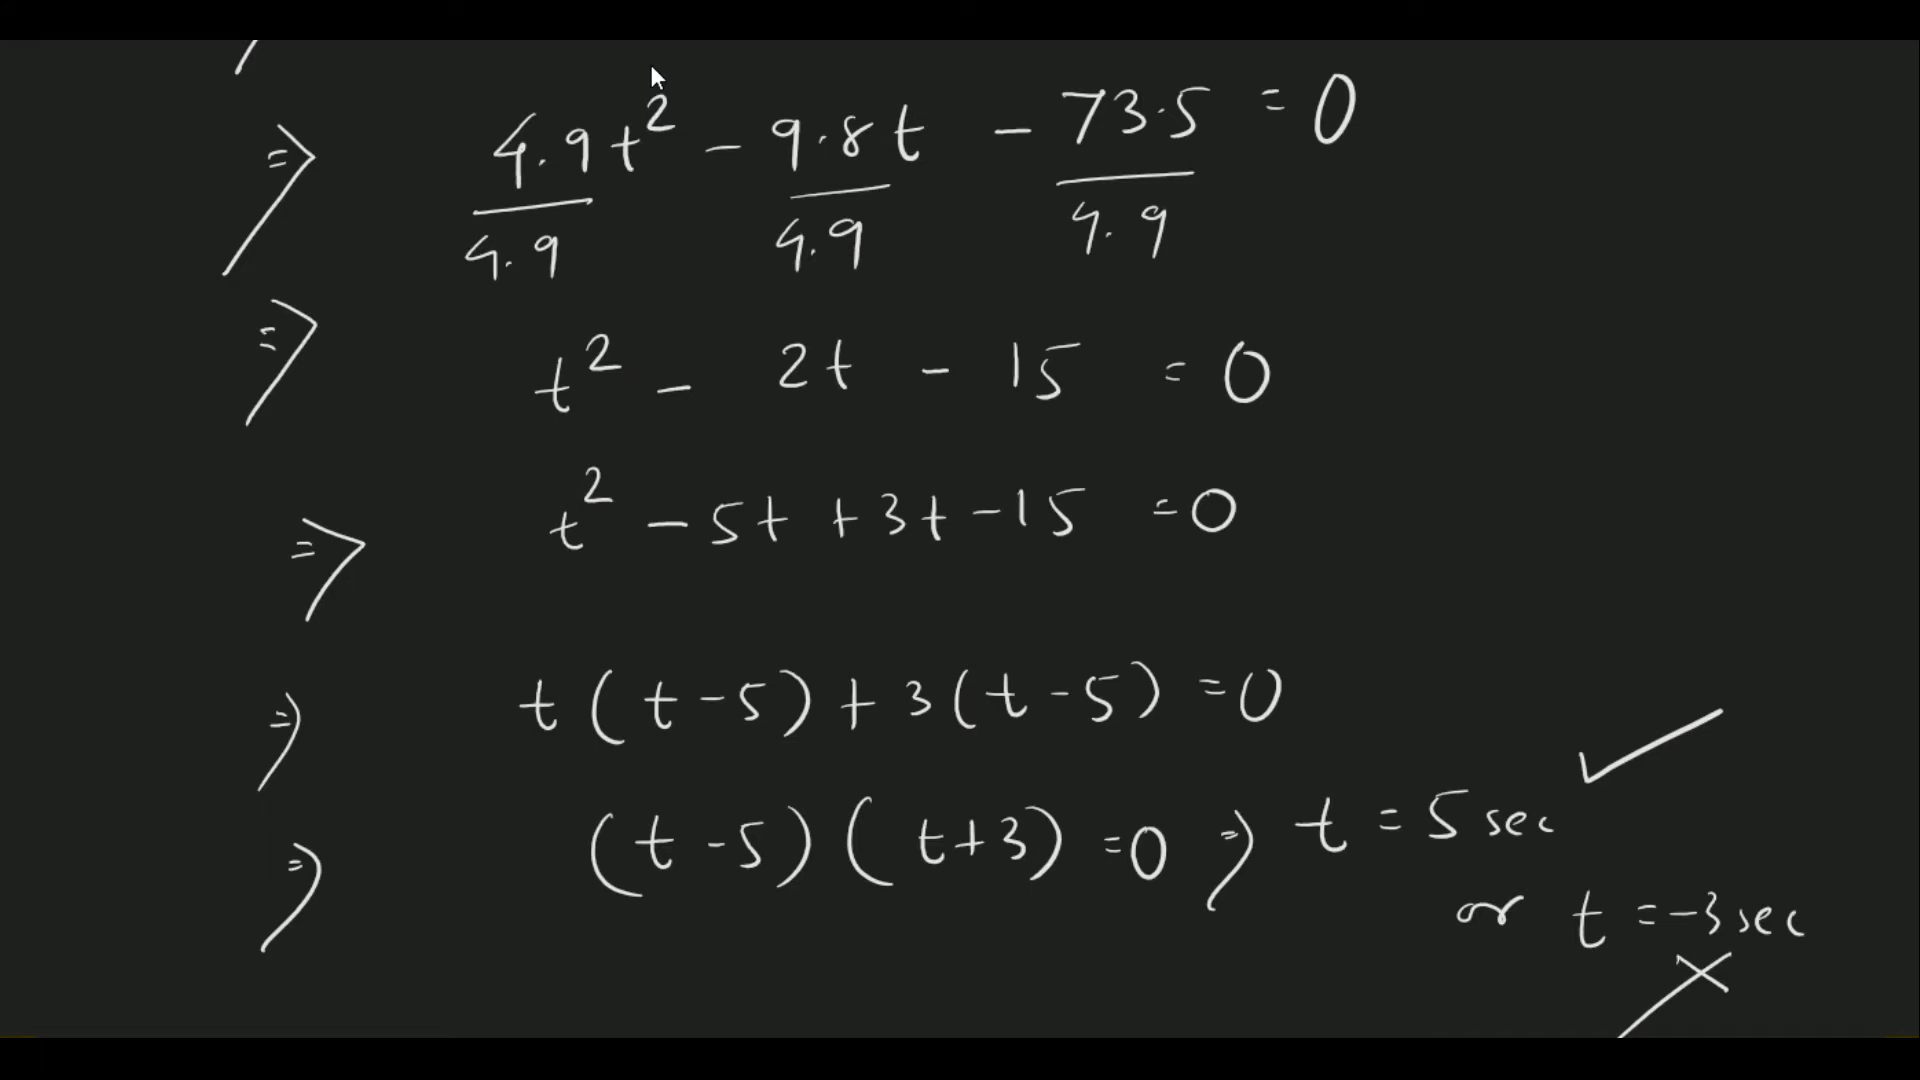 => 4.9t² - 9.8t - 73.5 = 0
4.9 4.9 4.9
=> t² - 2t - 15 = 0
=> t² - 5t + 3t - 15 = 0
=> t(t-5) + 3(t-5) = 0
=> (t-5)(t+3) = 0 => t = 5 sec ✓
or t = -3 sec